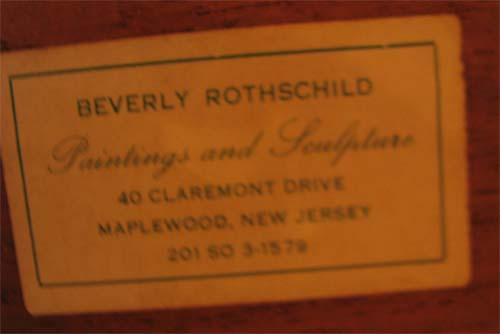 BEVERLY ROTHSCHILD
Paintings and Sculpture
40 CLAREMONT DRIVE
MAPLEWOOD, NEW JERSEY
201 SO 3-1579